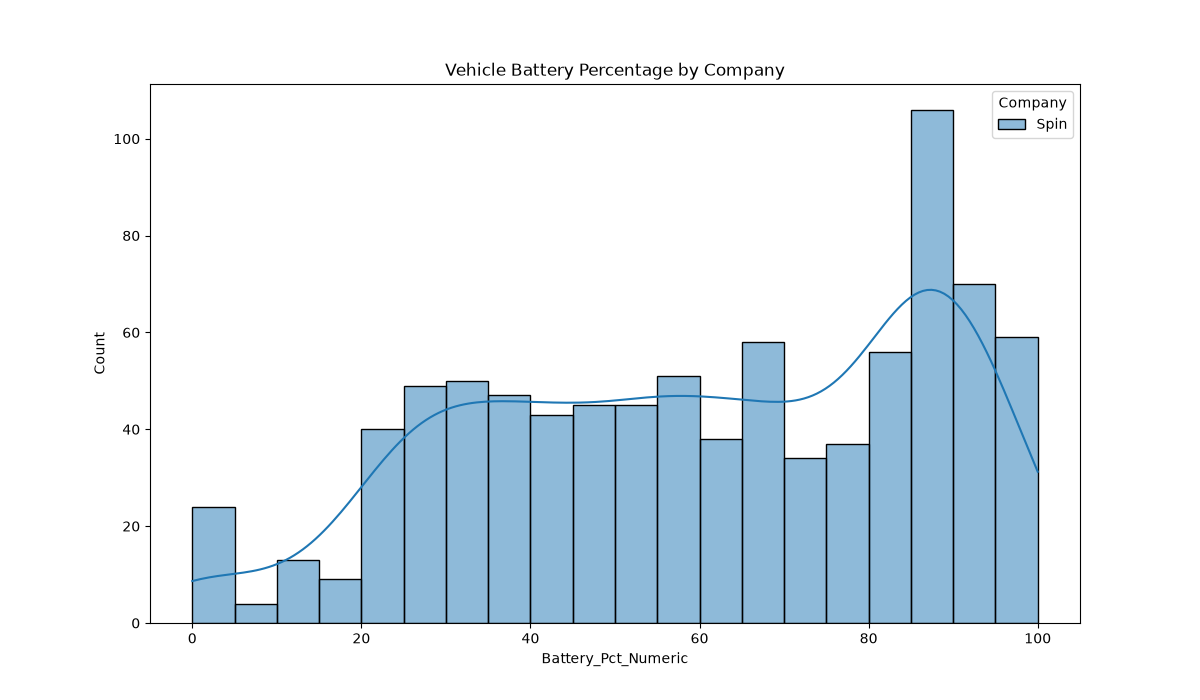 Vehicle Battery Percentage by Company
Company
Spin
100
80
60
40
20
0
Count
0 20 40 60 80 100
Battery_Pct_Numeric